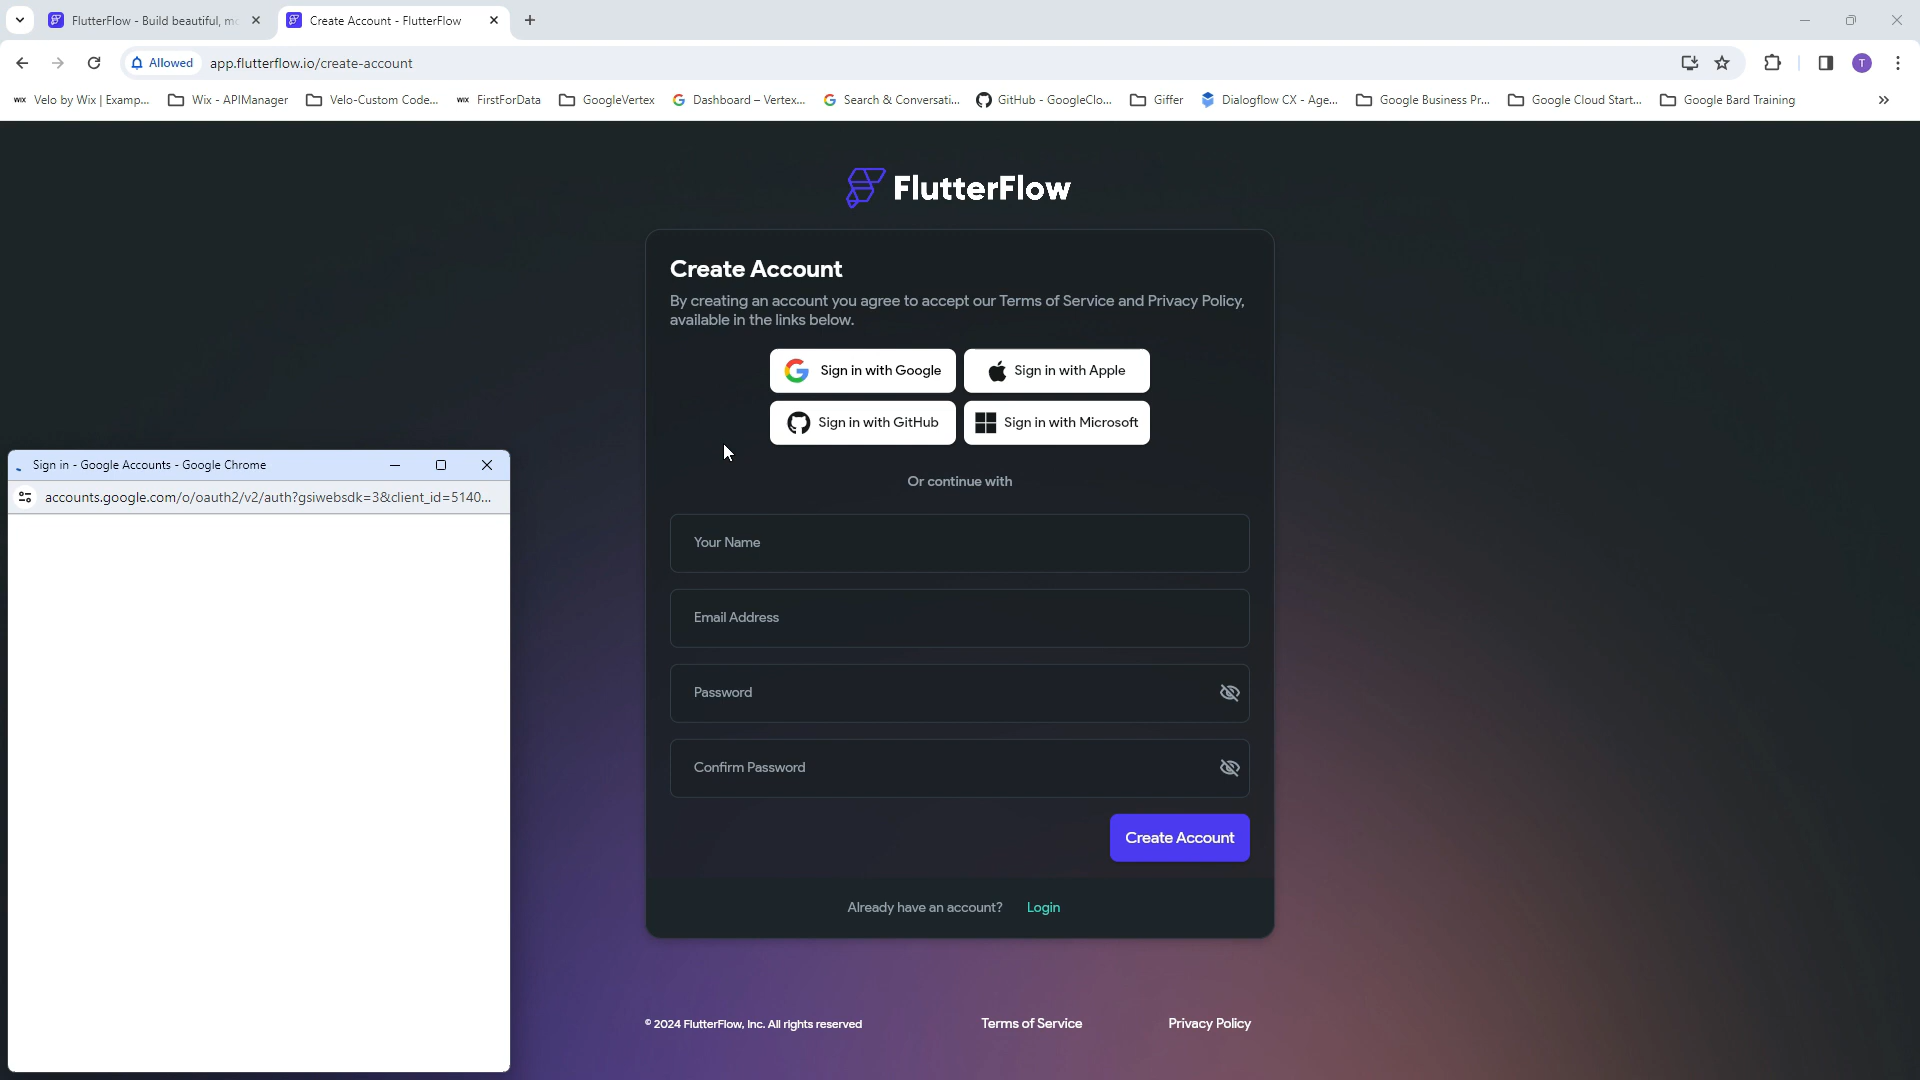 FlutterFlow - Build beautiful, mo
Create Account - FlutterFlow
Allowed
app.flutterflow.io/create-account
T
WIX Velo by Wix | Examp...
Wix - APIManager
Velo-Custom Code...
WIX FirstForData
GoogleVertex
Dashboard – Vertex...
Search & Conversati...
GitHub - GoogleClo...
Giffer
Dialogflow CX - Age...
Google Business Pr...
Google Cloud Start...
Google Bard Training
FlutterFlow
Create Account
By creating an account you agree to accept our Terms of Service and Privacy Policy,
available in the links below.
Sign in with Google
Sign in with Apple
Sign in with GitHub
Sign in with Microsoft
Or continue with
Your Name
Email Address
Password
Confirm Password
Create Account
Already have an account? Login
© 2024 FlutterFlow, Inc. All rights reserved
Terms of Service
Privacy Policy
Sign in - Google Accounts - Google Chrome
accounts.google.com/o/oauth2/v2/auth?gsiwebsdk=3&client_id=5140...